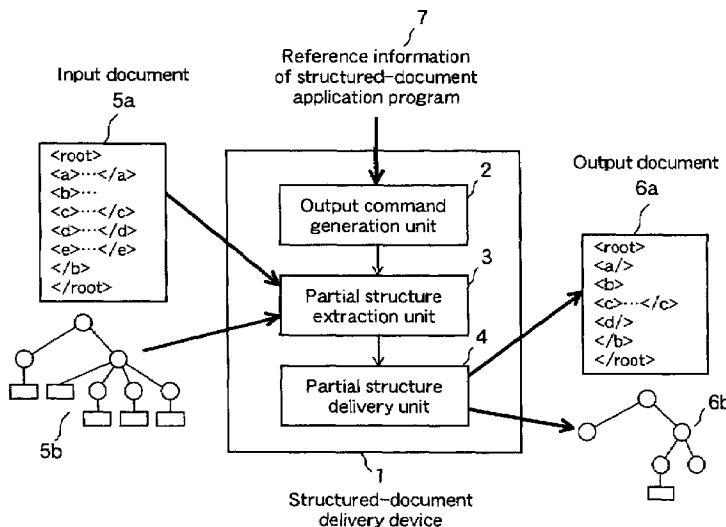 7
Reference information
of structured-document
application program
Input document
5a
<root>
<a>…</a>
<b>…
<c>…</c>
<d>…</d>
<e>…</e>
</b>
</root>
5b
2
Output command
generation unit
3
Partial structure
extraction unit
4
Partial structure
delivery unit
1
Structured-document
delivery device
Output document
6a
<root>
<a/>
<b>
<c>…</c>
<d/>
</b>
</root>
6b